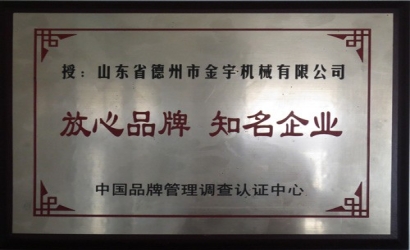 授：山东省德州市金宇机械有限公司
放心品牌 知名企业
中国品牌管理调查认证中心